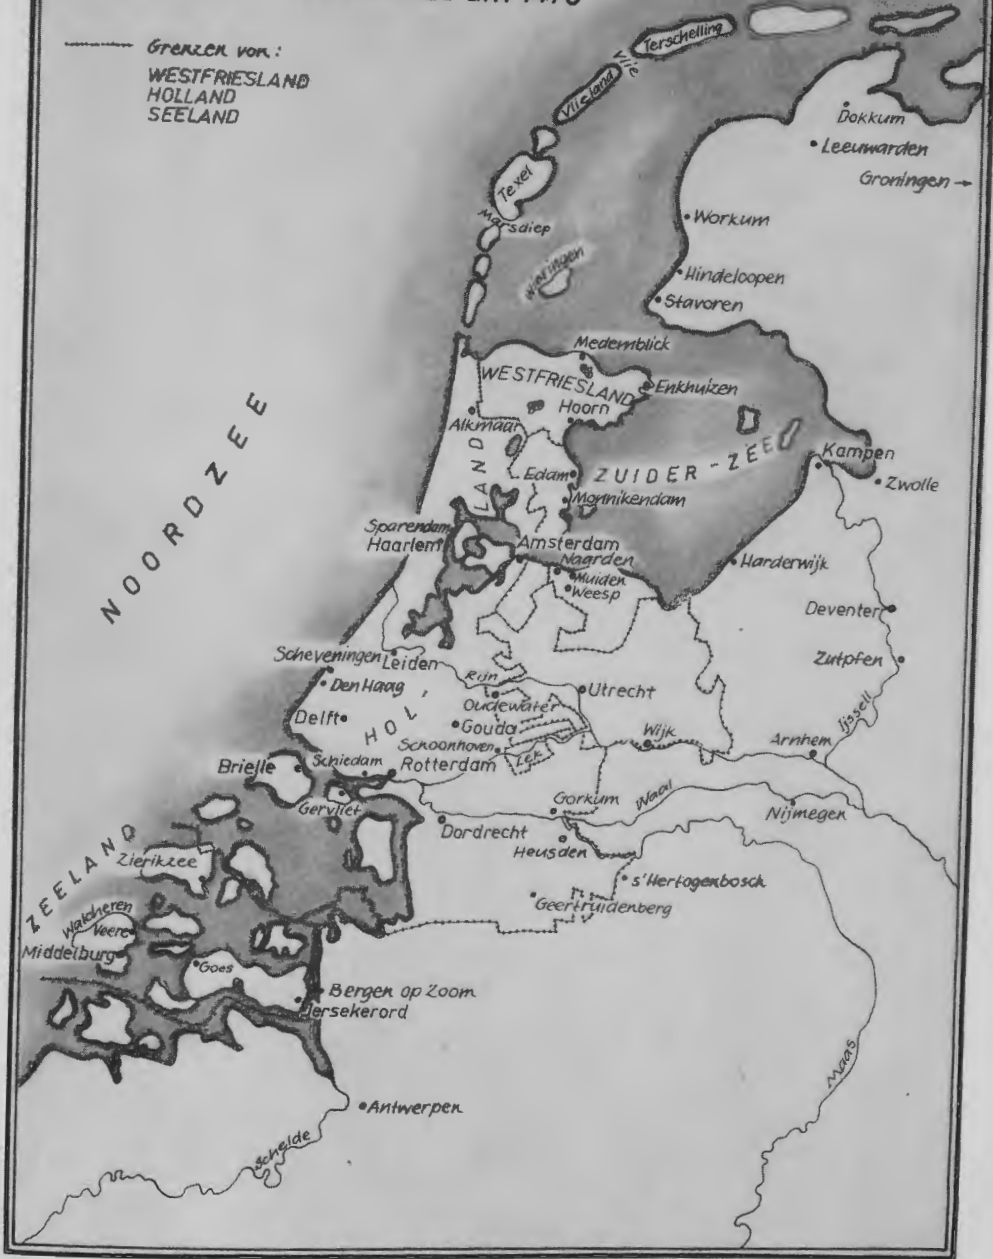 Grenzen von:
WESTFRIESLAND
HOLLAND
SEELAND
Terschelling
Vlie
Vlieland
Texel
Marsdiep
Wieringen
Dokkum
Leeuwarden
Groningen →
Workum
Hindeloopen
Stavoren
Medemblick
WESTFRIESLAND
Enkhuizen
Hoorn
Alkmaar
NOORDZEE
ZUIDER-ZEE
Kampen
Zwolle
Edam
Monnikendam
Sparendam
Haarlem
Amsterdam
Naarden
Muiden
Weesp
Harderwijk
Deventer
Zutpfen
Ijssell
HOL-
LAND
Scheveningen
Leiden
Den Haag
Rijn
Utrecht
Oudewater
Delft
Gouda
Schoonhoven
Lek
Wijk
Arnhem
Brielle
Schiedam
Rotterdam
Gervliet
Gorkum
Waal
Nijmegen
Dordrecht
Heusden
ZEELAND
Zierikzee
s'Hertogenbosch
Geertruidenberg
Walcheren
Veere
Middelburg
Goes
Bergen op Zoom
Jersekerord
Maas
Antwerpen
Schelde